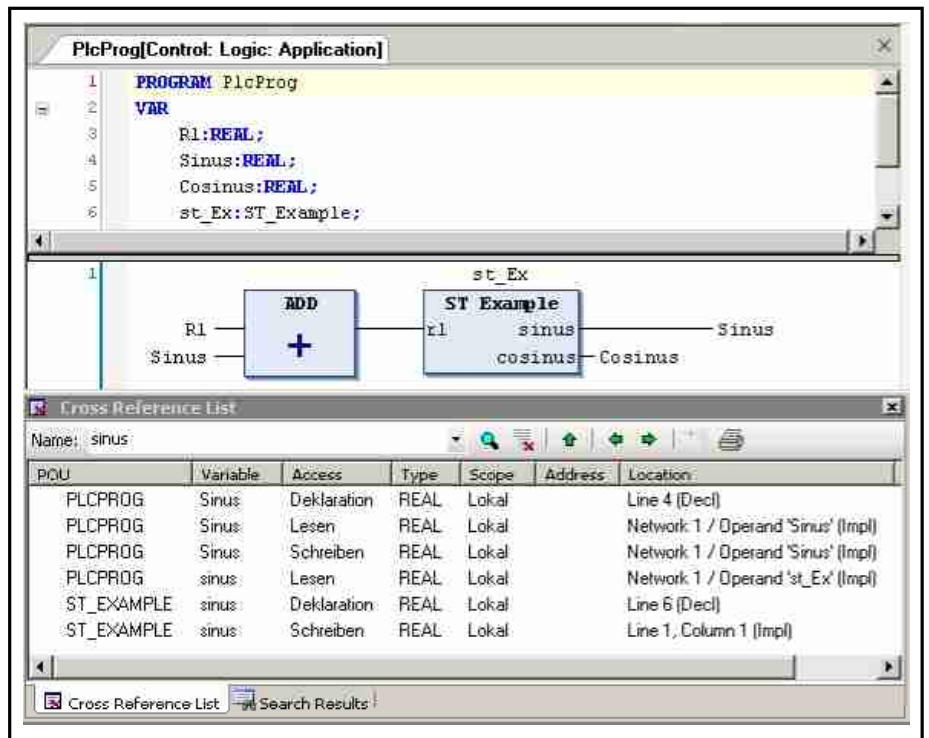 PlcProg[Control: Logic: Application]
1 PROGRAM PlcProg
2 VAR
3 R1:REAL;
4 Sinus:REAL;
5 Cosinus:REAL;
6 st_Ex:ST_Example;
1
st_Ex
ADD
ST Example
R1
+
r1
sinus
Sinus
Sinus
cosinus
Cosinus
Cross Reference List
Name: sinus
POU Variable Access Type Scope Address Location
PLCPROG Sinus Deklaration REAL Lokal Line 4 (Decl)
PLCPROG Sinus Lesen REAL Lokal Network 1 / Operand 'Sinus' (Impl)
PLCPROG Sinus Schreiben REAL Lokal Network 1 / Operand 'Sinus' (Impl)
PLCPROG sinus Lesen REAL Lokal Network 1 / Operand 'st_Ex' (Impl)
ST_EXAMPLE sinus Deklaration REAL Lokal Line 6 (Decl)
ST_EXAMPLE sinus Schreiben REAL Lokal Line 1, Column 1 (Impl)
Cross Reference List Search Results